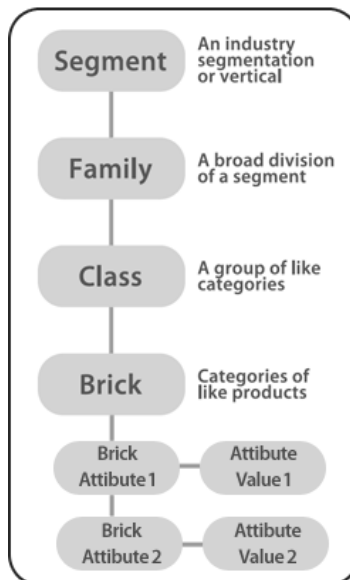 Segment
An industry
segmentation
or vertical
Family
A broad division
of a segment
Class
A group of like
categories
Brick
Categories of
like products
Brick
Attibute 1
Attibute
Value 1
Brick
Attibute 2
Attibute
Value 2